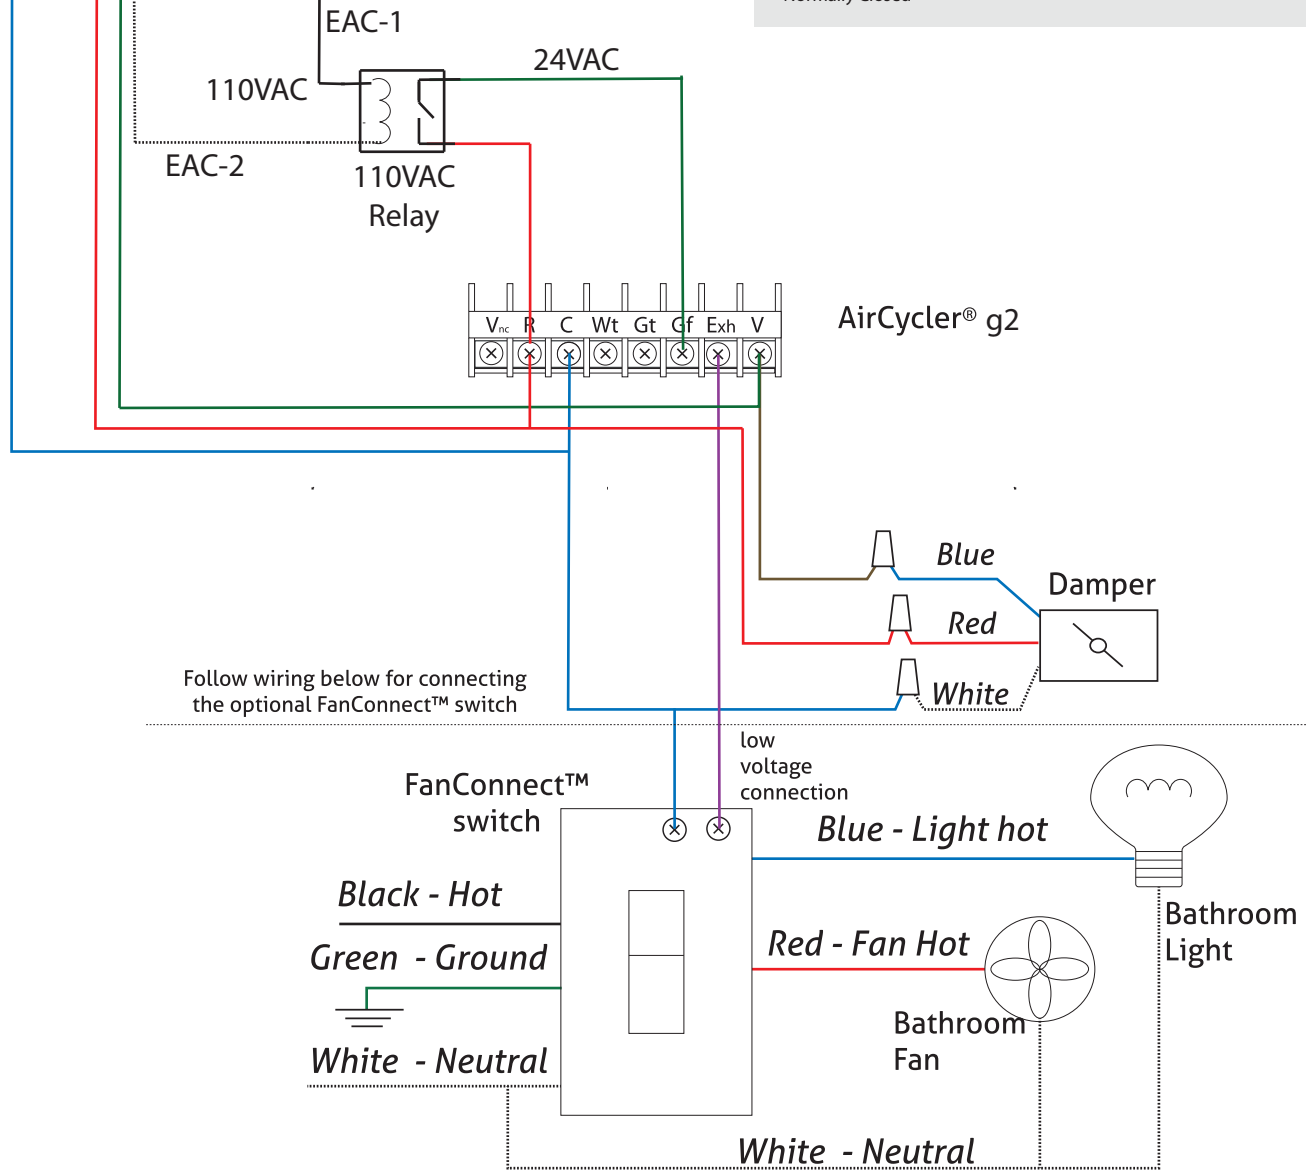 Normally Closed
EAC-1
24VAC
110VAC
EAC-2
110VAC
Relay
Vnc R C Wt Gt Gf Exh V
AirCycler® g2
Blue
Damper
Red
White
Follow wiring below for connecting
the optional FanConnect™ switch
low
voltage
connection
FanConnect™
switch
Blue - Light hot
Black - Hot
Bathroom
Light
Green - Ground
Red - Fan Hot
Bathroom
Fan
White - Neutral
White - Neutral